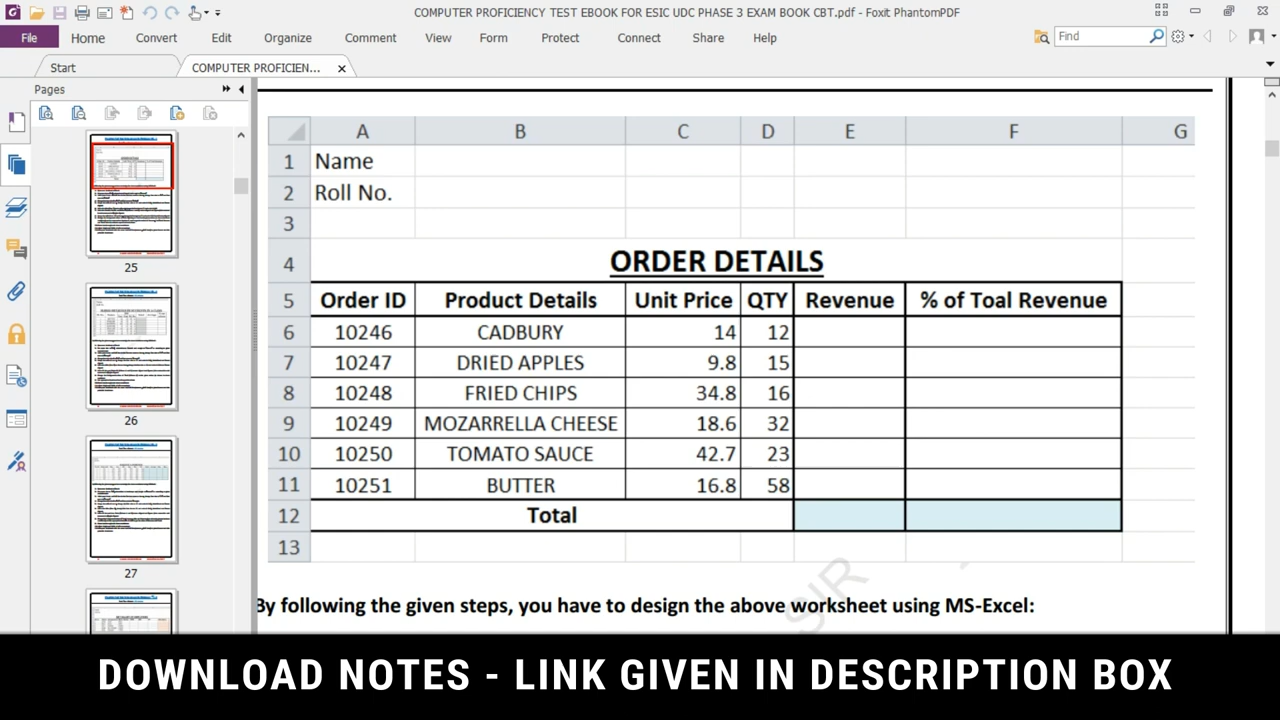 COMPUTER PROFICIENCY TEST EBOOK FOR ESIC UDC PHASE 3 EXAM BOOK CBT.pdf - Foxit PhantomPDF
File Home Convert Edit Organize Comment View Form Protect Connect Share Help Find
Start COMPUTER PROFICIEN...
Pages
A B C D E F G
1 Name
2 Roll No.
3
4 ORDER DETAILS
5 Order ID Product Details Unit Price QTY Revenue % of Toal Revenue
6 10246 CADBURY 14 12
7 10247 DRIED APPLES 9.8 15
8 10248 FRIED CHIPS 34.8 16
9 10249 MOZARRELLA CHEESE 18.6 32
10 10250 TOMATO SAUCE 42.7 23
11 10251 BUTTER 16.8 58
12 Total
13
SIR
By following the given steps, you have to design the above worksheet using MS-Excel:
25
26
27
DOWNLOAD NOTES - LINK GIVEN IN DESCRIPTION BOX